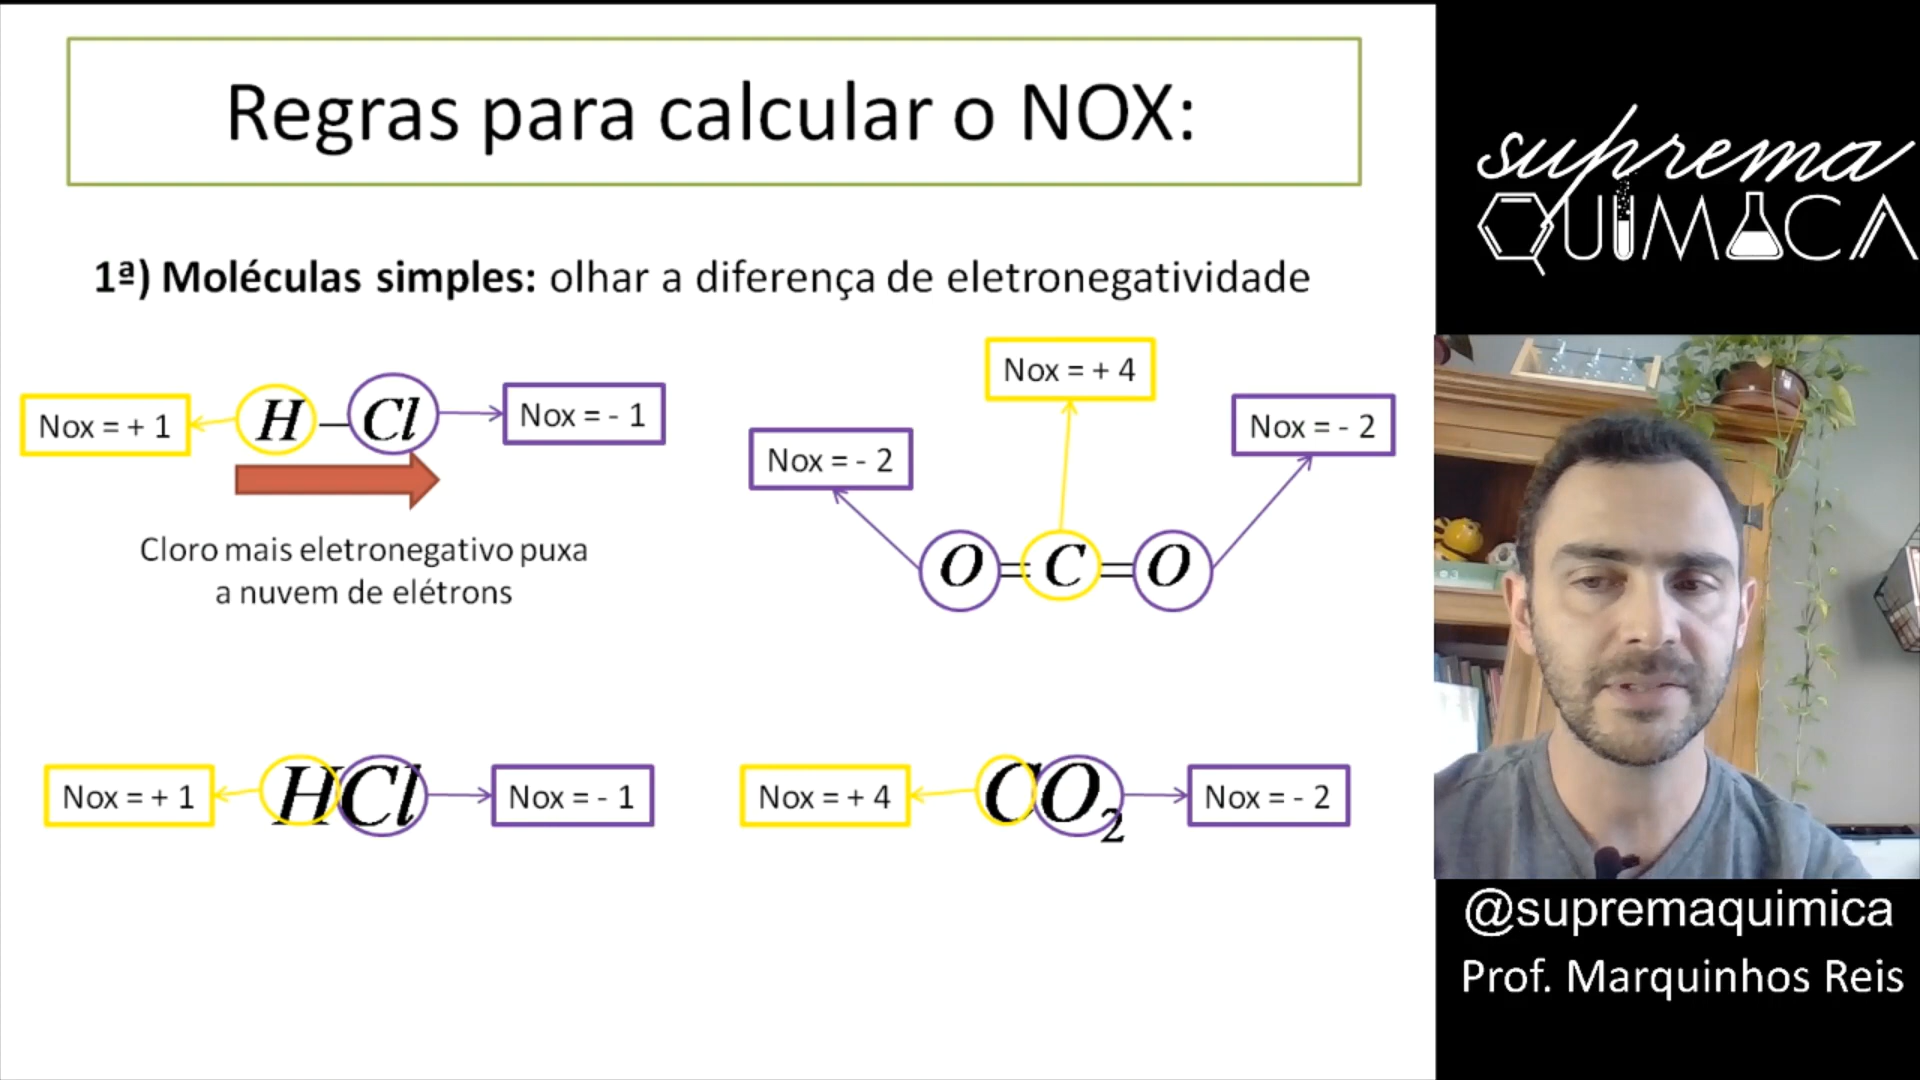 Regras para calcular o NOX:
1ª) Moléculas simples: olhar a diferença de eletronegatividade
Nox = + 1
H – Cl
Nox = - 1
Cloro mais eletronegativo puxa
a nuvem de elétrons
Nox = + 4
Nox = - 2
Nox = - 2
O=C=O
Nox = + 1
HCl
Nox = - 1
Nox = + 4
CO₂
Nox = - 2
suprema
QUIMICA
@supremaquimica
Prof. Marquinhos Reis